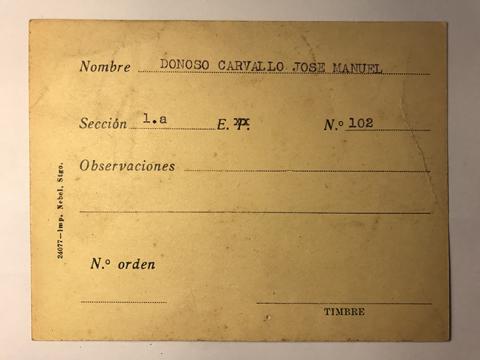 Nombre DONOSO CARVALLO JOSE MANUEL
Sección 1.a E. P. N.º 102
Observaciones
24077—Imp. Nebel, Stgo.
N.º orden
TIMBRE